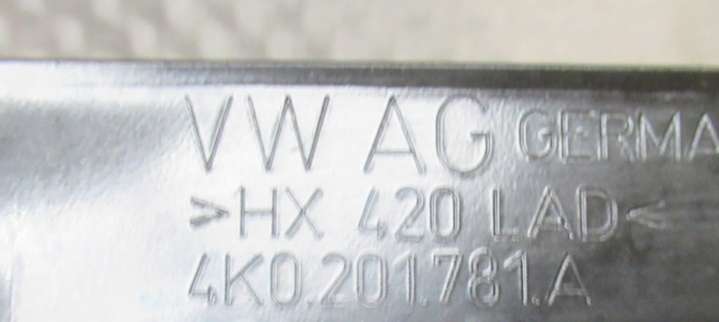 VW AG GERMA
>HX 420 LAD<
4K0.201.781.A